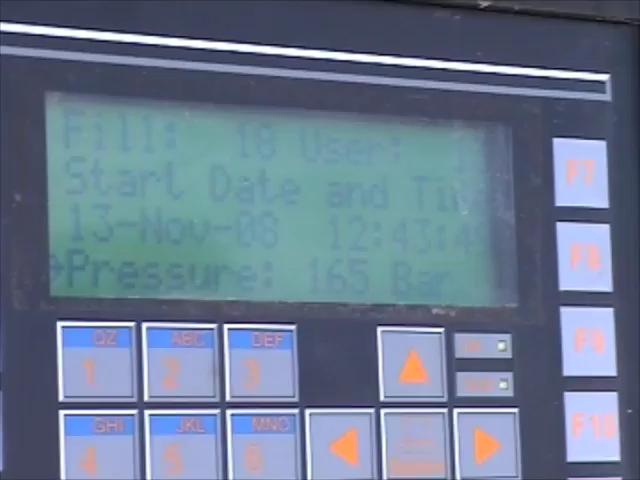 Fill: 18 User:
Start Date and Tim
13-Nov-08 12:43:4
→Pressure: 165 Bar
F7
F8
F9
F10
QZ ABC DEF
1 2 3
GHI JKL MNO
4 5 6